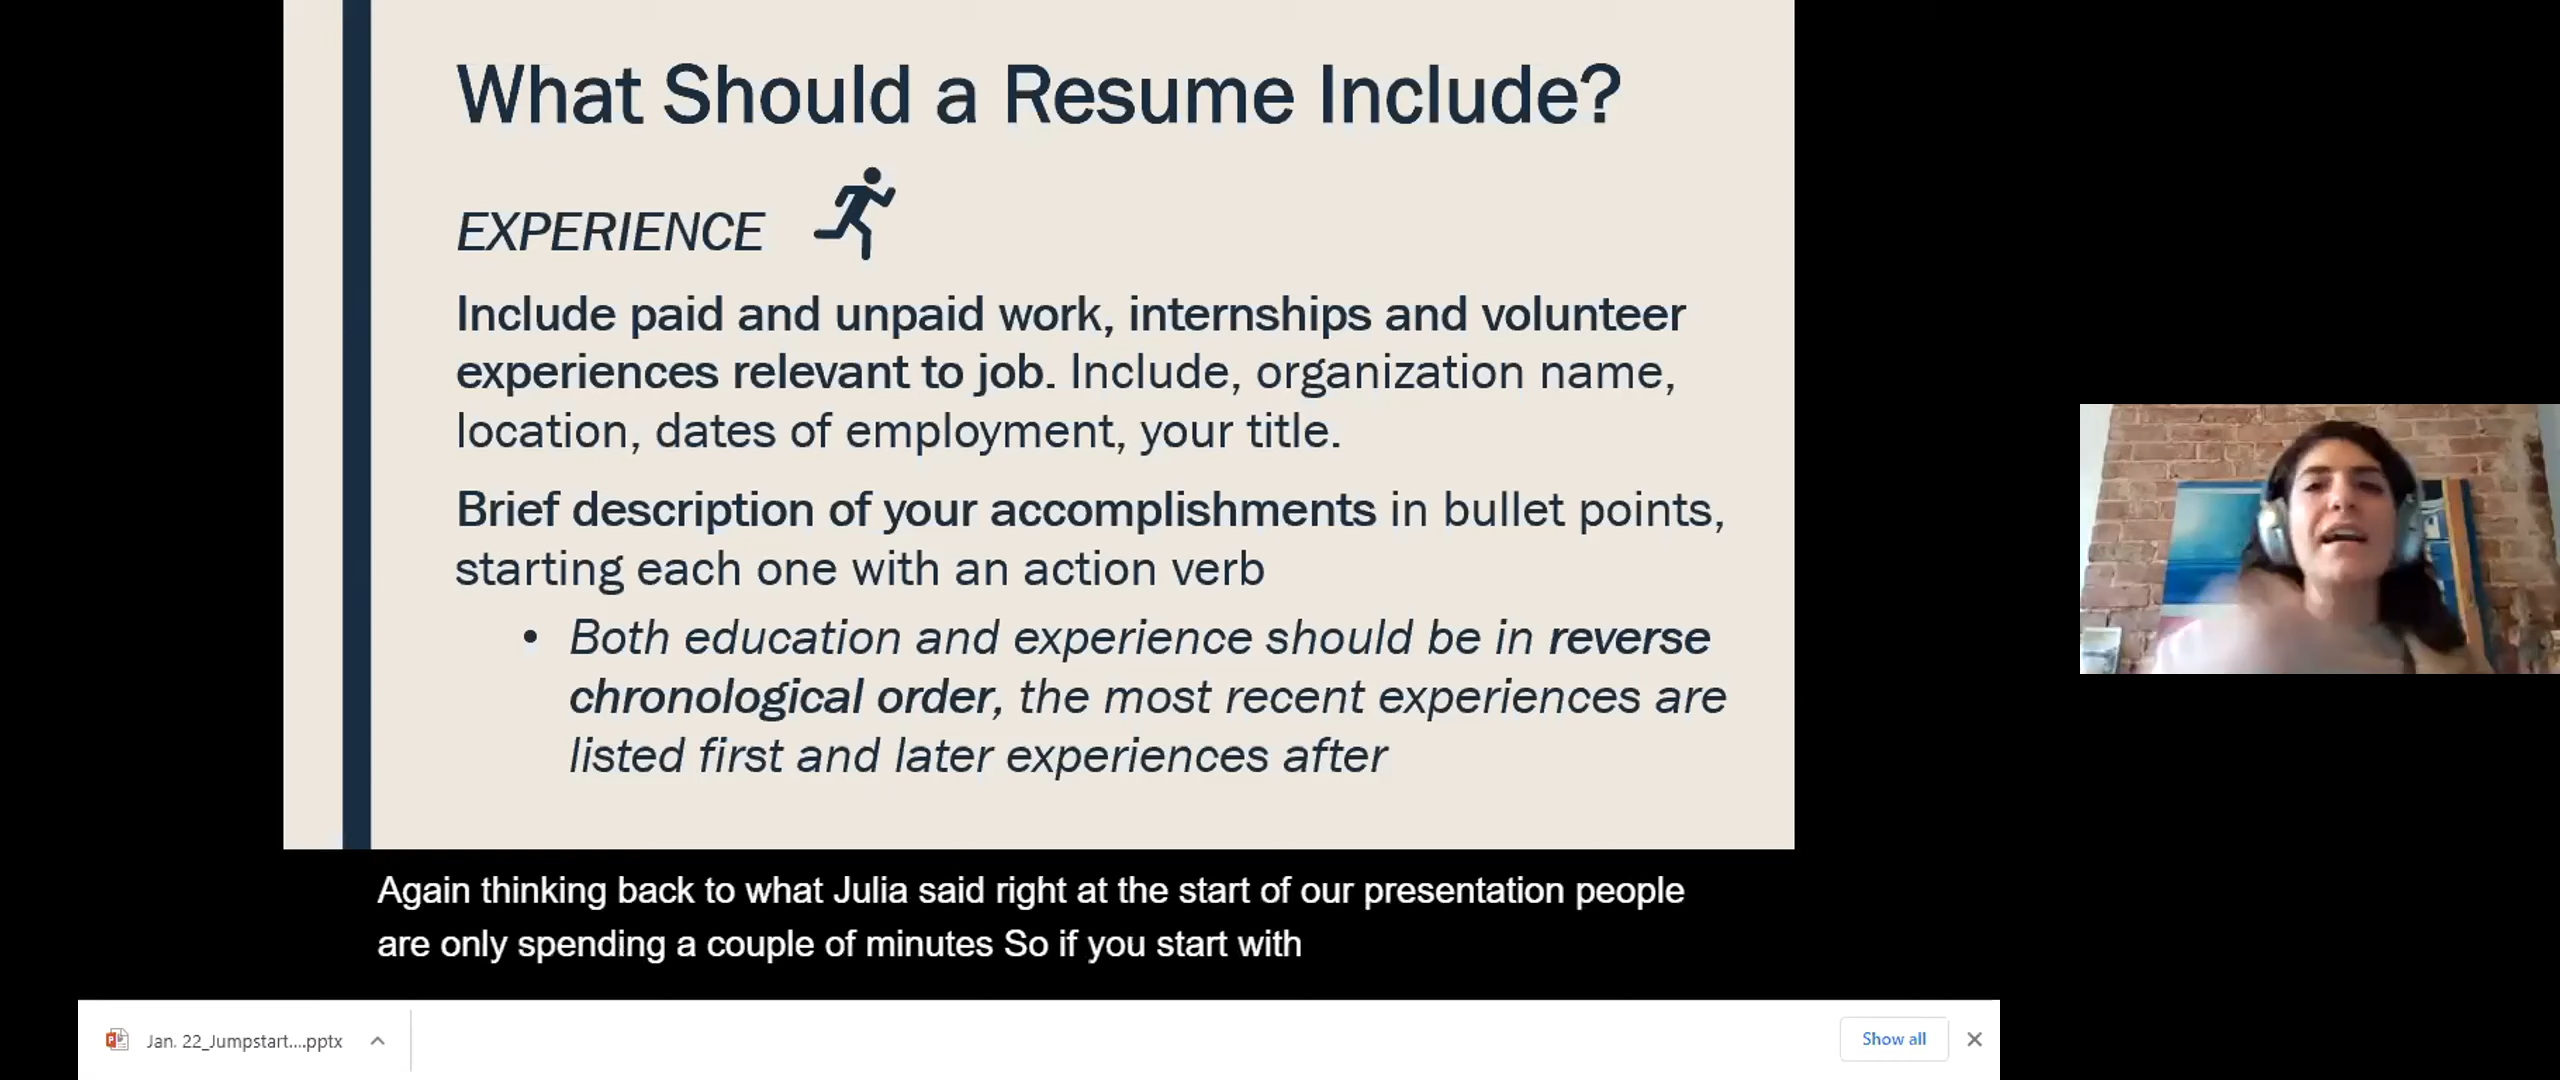 What Should a Resume Include?
EXPERIENCE
Include paid and unpaid work, internships and volunteer
experiences relevant to job. Include, organization name,
location, dates of employment, your title.
Brief description of your accomplishments in bullet points,
starting each one with an action verb
• Both education and experience should be in reverse
chronological order, the most recent experiences are
listed first and later experiences after
Again thinking back to what Julia said right at the start of our presentation people
are only spending a couple of minutes So if you start with
Jan. 22_Jumpstart....pptx
Show all